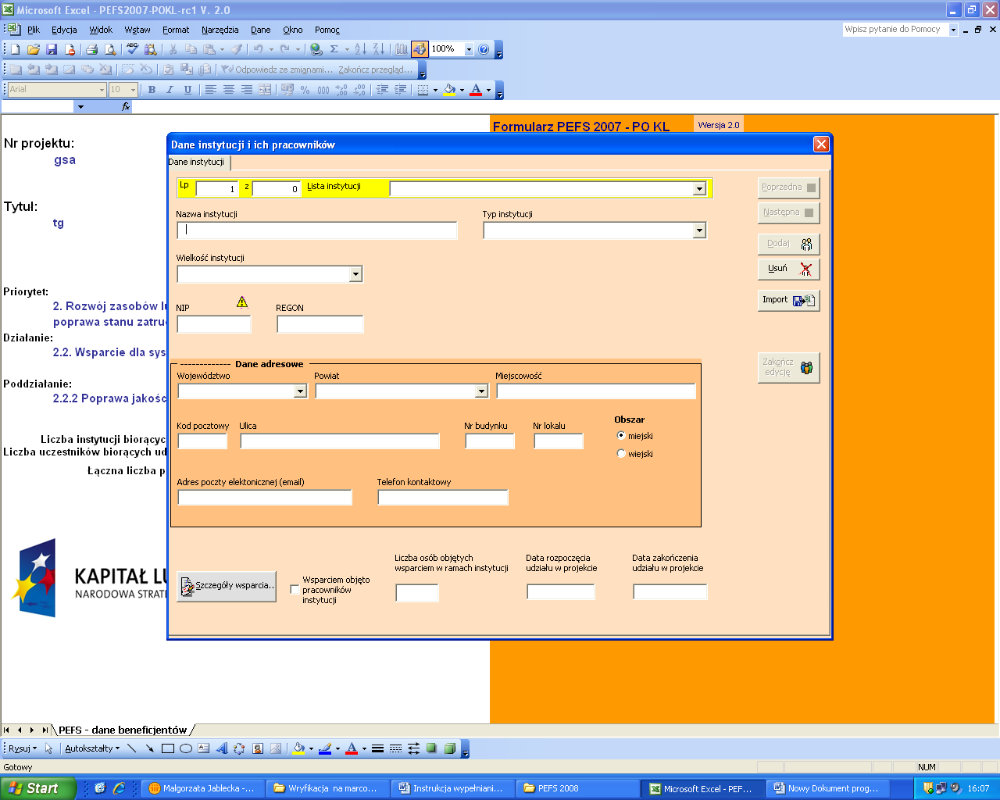 Microsoft Excel - PEFS2007-POKL-rc1 V. 2.0
Plik Edycja Widok Wstaw Format Narzędzia Dane Okno Pomoc
Wpisz pytanie do Pomocy
100%
Odpowiedz ze zmianami... Zakończ przegląd...
Arial 10
Formularz PEFS 2007 - PO KL Wersja 2.0
Nr projektu:
gsa
Tytuł:
tg
Priorytet:
2. Rozwój zasobów lu
poprawa stanu zatru
Działanie:
2.2. Wsparcie dla sys
Poddziałanie:
2.2.2 Poprawa jakośc
Liczba instytucji biorącyc
Liczba uczestników biorących ud
Łączna liczba p
KAPITAŁ LU
NARODOWA STRATE
Dane instytucji i ich pracowników
Dane instytucji
Lp 1 z 0 Lista instytucji
Poprzedna
Następna
Dodaj
Usuń
Import
Zakończ
edycję
Nazwa instytucji Typ instytucji
Wielkość instytucji
NIP REGON
------------- Dane adresowe
Województwo Powiat Miejscowość
Kod pocztowy Ulica Nr budynku Nr lokalu Obszar
miejski
wiejski
Adres poczty elektonicznej (email) Telefon kontaktowy
Szczegóły wsparcia..
Wsparciem objęto
pracowników
instytucji
Liczba osób objętych
wsparciem w ramach instytucji
Data rozpoczęcia
udziału w projekcie
Data zakończenia
udziału w projekcie
PEFS - dane beneficjentów
Rysuj Autokształty
Gotowy NUM
Start Malgorzata Jablecka -... Wryfikacja na marco... Instrukcja wypełniani... PEFS 2008 Microsoft Excel - PEF... Nowy Dokument prog... 16:07